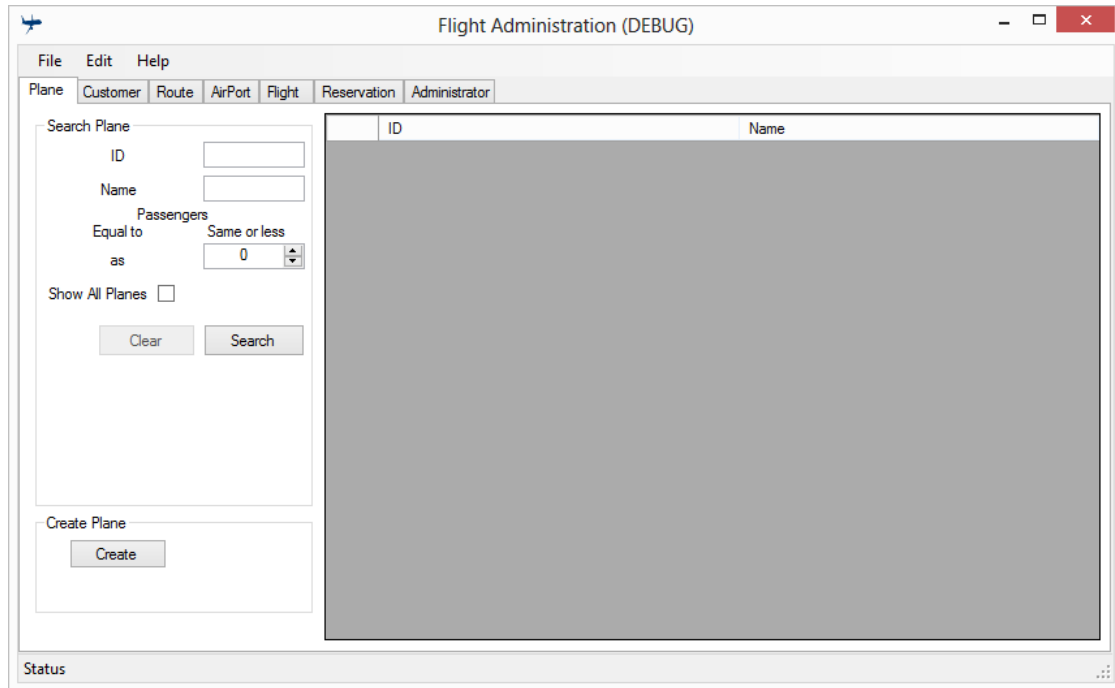 Flight Administration (DEBUG)
File Edit Help
Plane Customer Route AirPort Flight Reservation Administrator
Search Plane
ID
Name
Passengers
Equal to Same or less
as 0
Show All Planes
Clear Search
Create Plane
Create
ID Name
Status